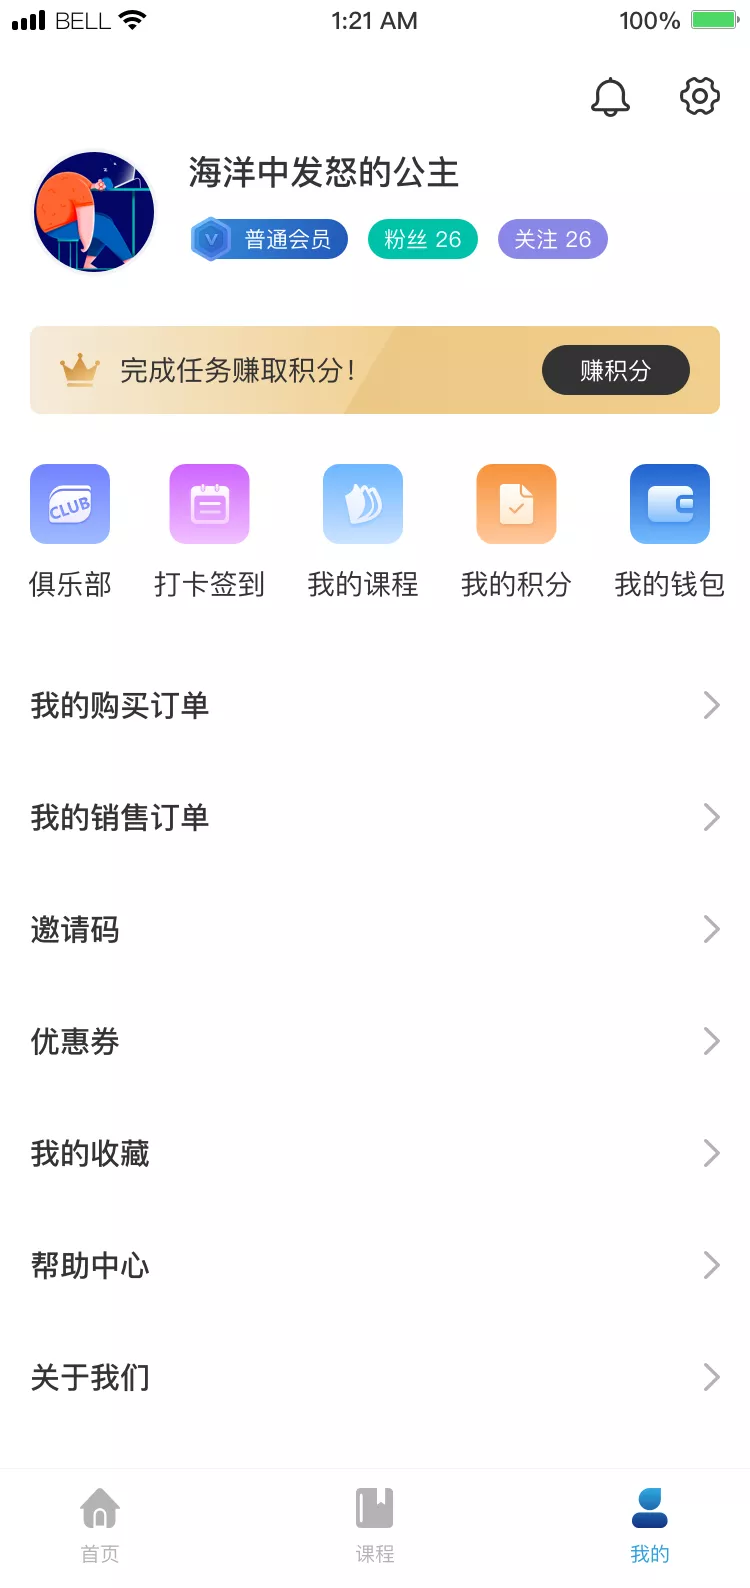 BELL 1:21 AM 100%
海洋中发怒的公主
V 普通会员 粉丝 26 关注 26
完成任务赚取积分! 赚积分
CLUB
俱乐部 打卡签到 我的课程 我的积分 我的钱包
我的购买订单
我的销售订单
邀请码
优惠券
我的收藏
帮助中心
关于我们
首页 课程 我的